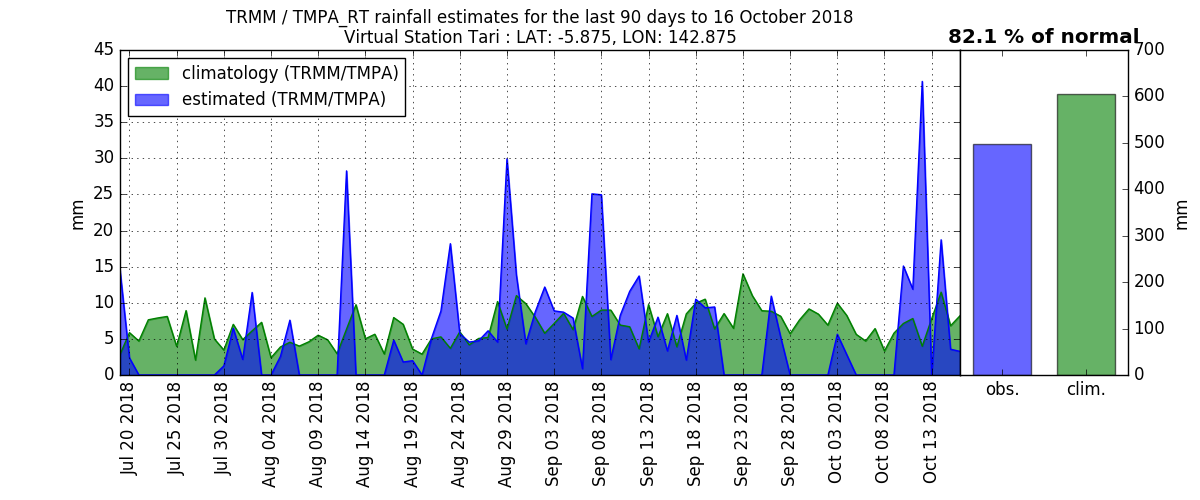 TRMM / TMPA_RT rainfall estimates for the last 90 days to 16 October 2018
Virtual Station Tari : LAT: -5.875, LON: 142.875
82.1 % of normal
climatology (TRMM/TMPA)
estimated (TRMM/TMPA)
45
40
35
30
25
20
15
10
5
0
mm
Jul 20 2018
Jul 25 2018
Jul 30 2018
Aug 04 2018
Aug 09 2018
Aug 14 2018
Aug 19 2018
Aug 24 2018
Aug 29 2018
Sep 03 2018
Sep 08 2018
Sep 13 2018
Sep 18 2018
Sep 23 2018
Sep 28 2018
Oct 03 2018
Oct 08 2018
Oct 13 2018
700
600
500
400
300
200
100
0
mm
obs.
clim.